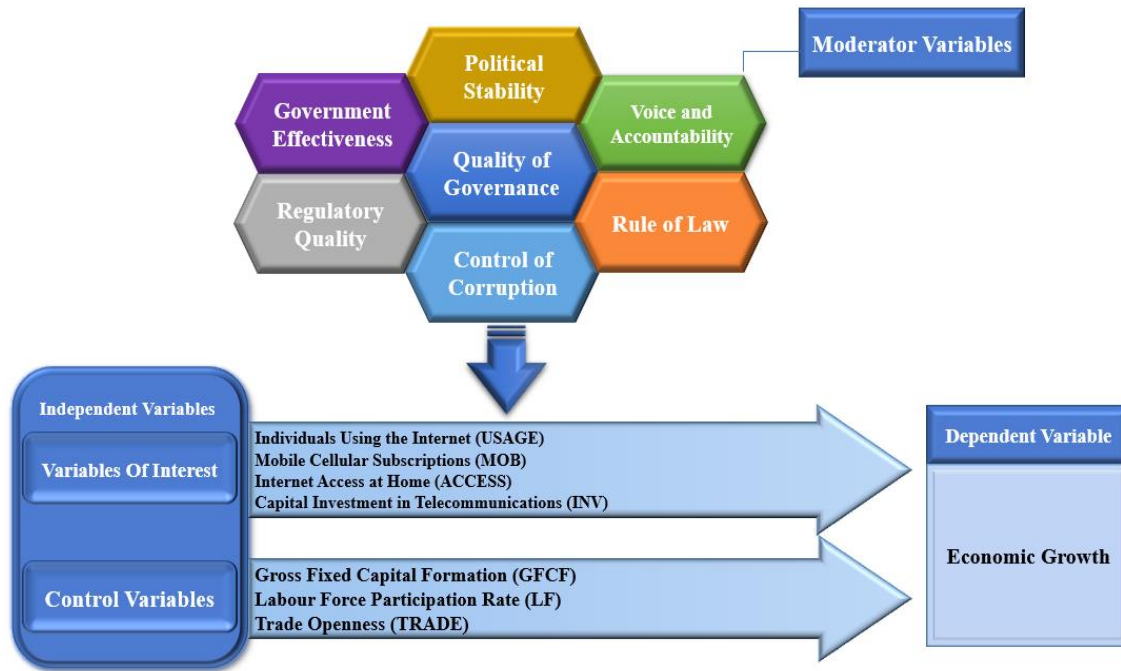 Moderator Variables
Political
Stability
Government
Effectiveness
Voice and
Accountability
Quality of
Governance
Regulatory
Quality
Rule of Law
Control of
Corruption
Independent Variables
Variables Of Interest
Individuals Using the Internet (USAGE)
Mobile Cellular Subscriptions (MOB)
Internet Access at Home (ACCESS)
Capital Investment in Telecommunications (INV)
Control Variables
Gross Fixed Capital Formation (GFCF)
Labour Force Participation Rate (LF)
Trade Openness (TRADE)
Dependent Variable
Economic Growth